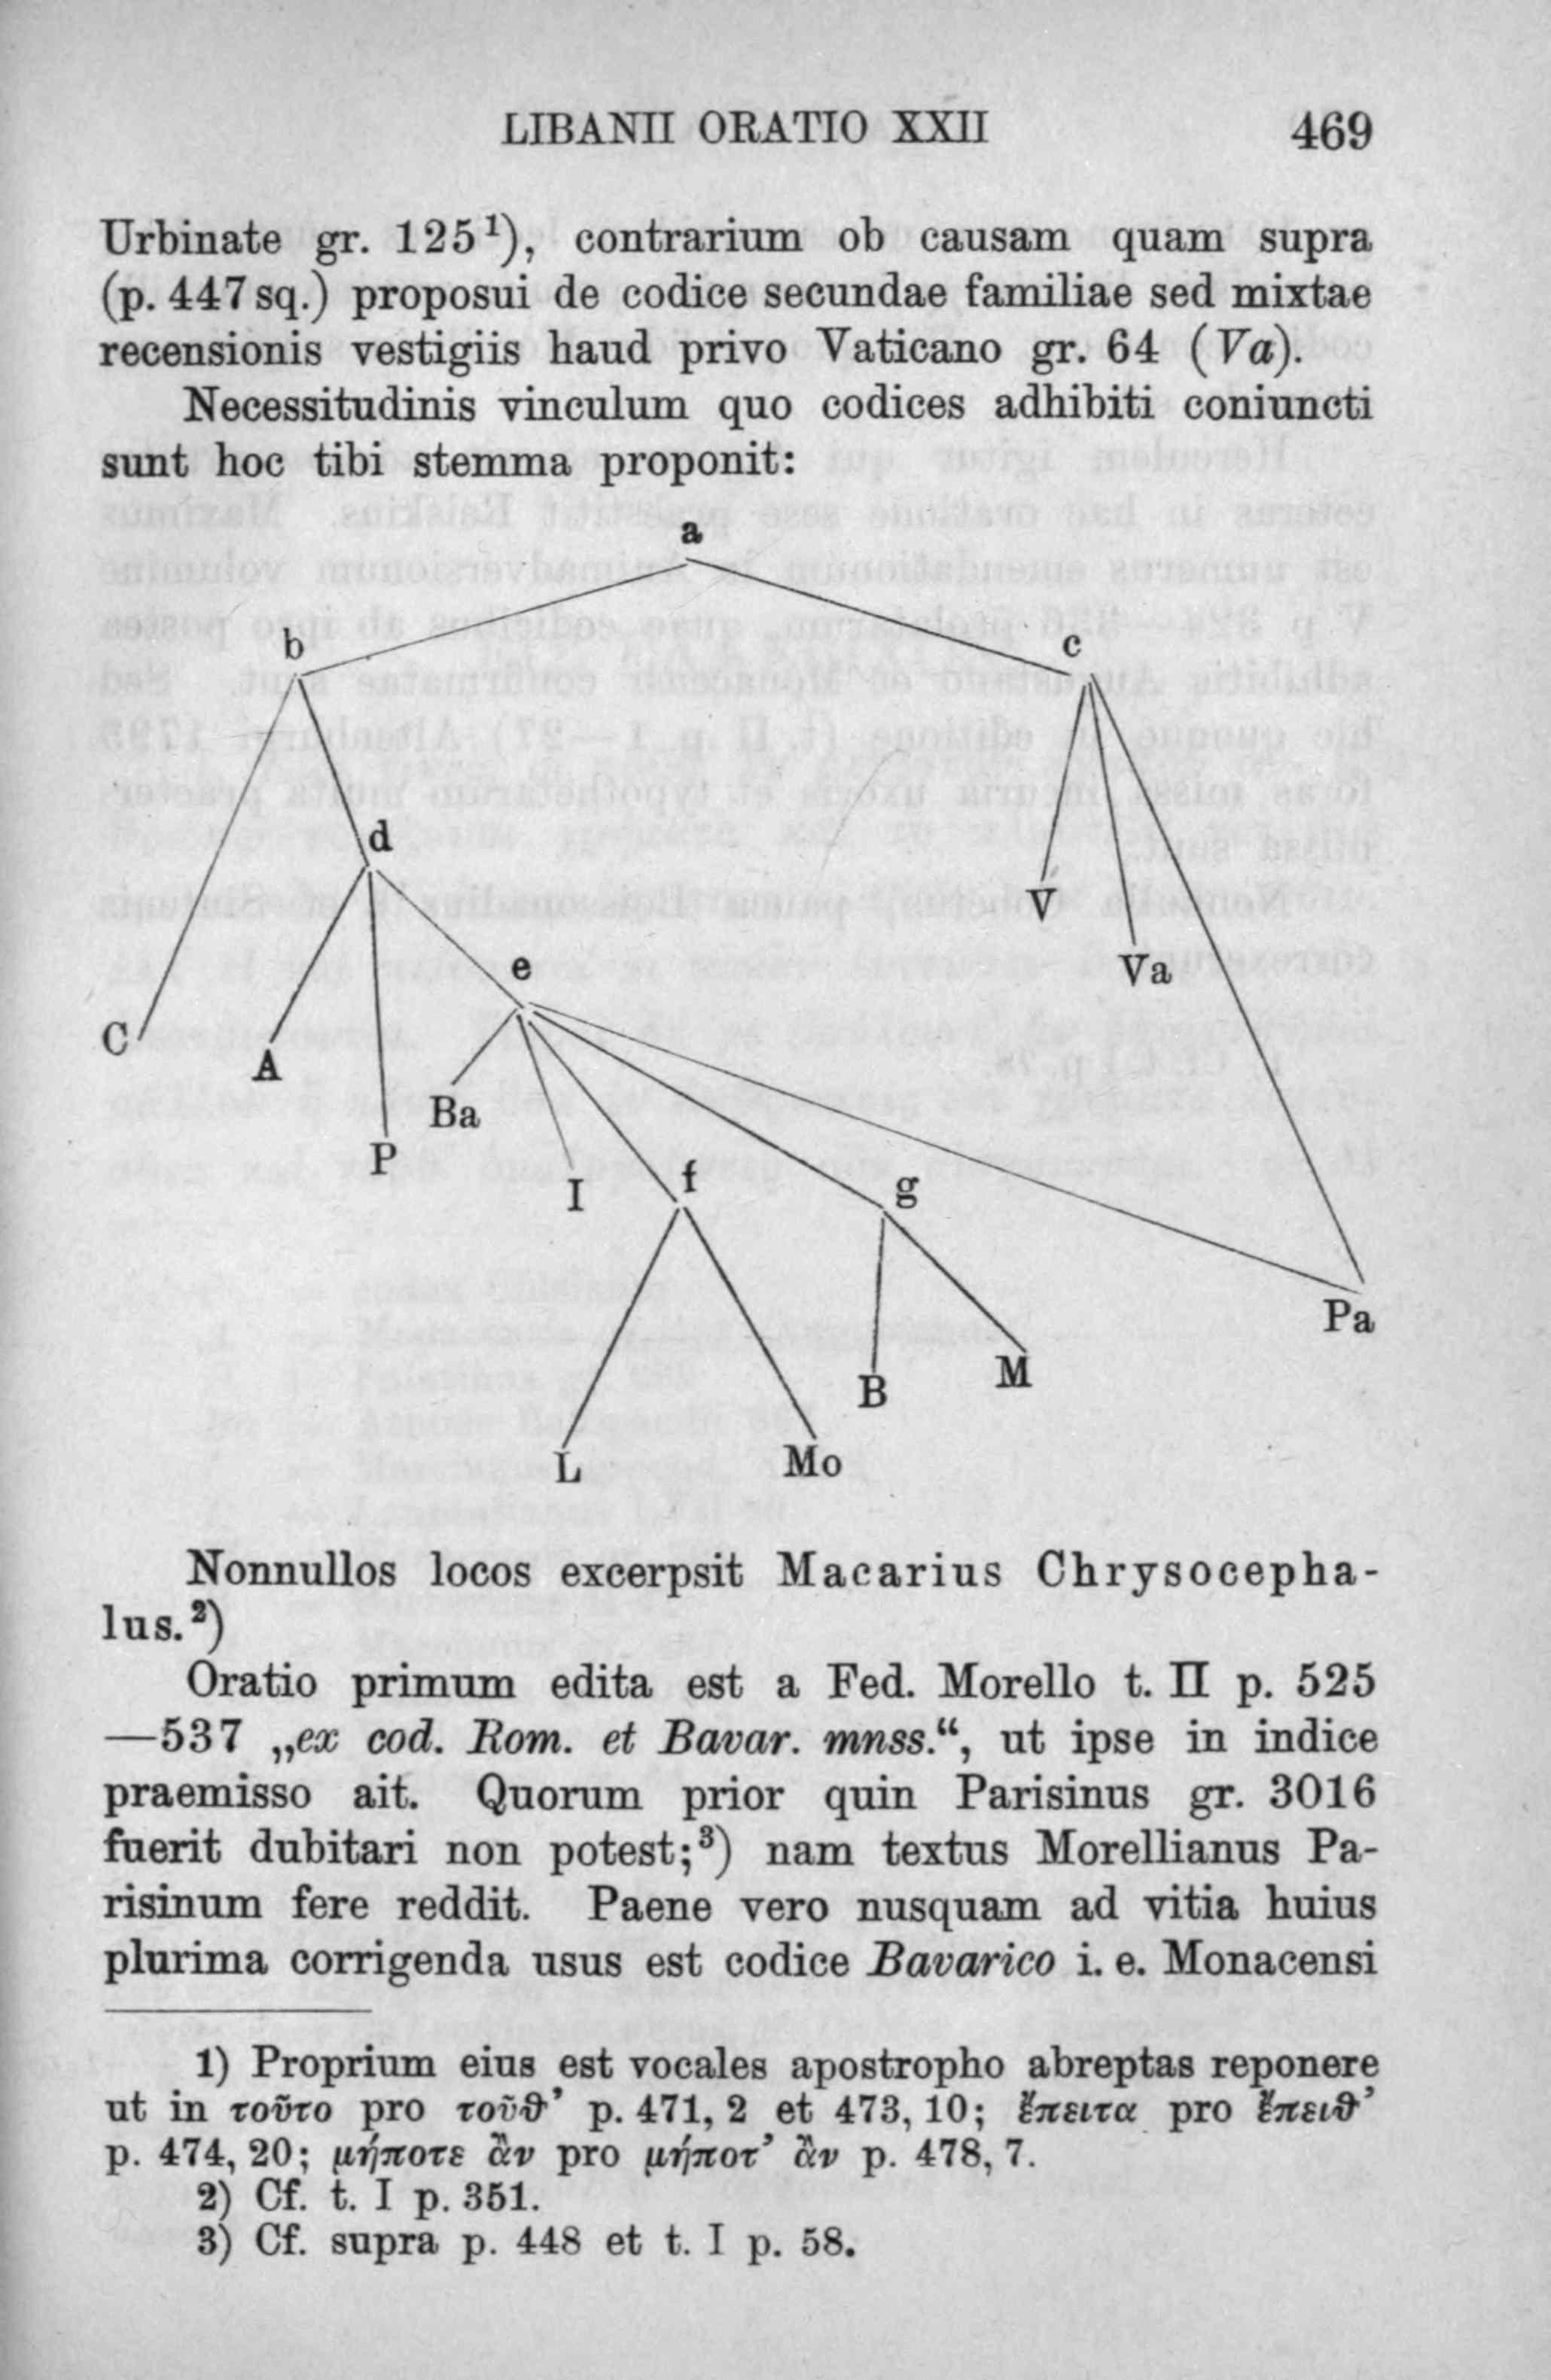 LIBANII ORATIO XXII 469
Urbinate gr. 125¹), contrarium ob causam quam supra
(p. 447 sq.) proposui de codice secundae familiae sed mixtae
recensionis vestigiis haud privo Vaticano gr. 64 (Va).
Necessitudinis vinculum quo codices adhibiti coniuncti
sunt hoc tibi stemma proponit:
a
b c
d
V
e Va
C
A
Ba
P
I f g
Pa
B M
L Mo
Nonnullos locos excerpsit Macarius Chrysocepha-
lus.²)
Oratio primum edita est a Fed. Morello t. II p. 525
—537 „ex cod. Rom. et Bavar. mnss.“, ut ipse in indice
praemisso ait. Quorum prior quin Parisinus gr. 3016
fuerit dubitari non potest;³) nam textus Morellianus Pa-
risinum fere reddit. Paene vero nusquam ad vitia huius
plurima corrigenda usus est codice Bavarico i. e. Monacensi
1) Proprium eius est vocales apostropho abreptas reponere
ut in τοῦτο pro τοῦϑ’ p. 471, 2 et 473, 10; ἔπειτα pro ἔπειϑ’
p. 474, 20; μήποτε ἂν pro μήποτ’ ἂν p. 478, 7.
2) Cf. t. I p. 351.
3) Cf. supra p. 448 et t. I p. 58.